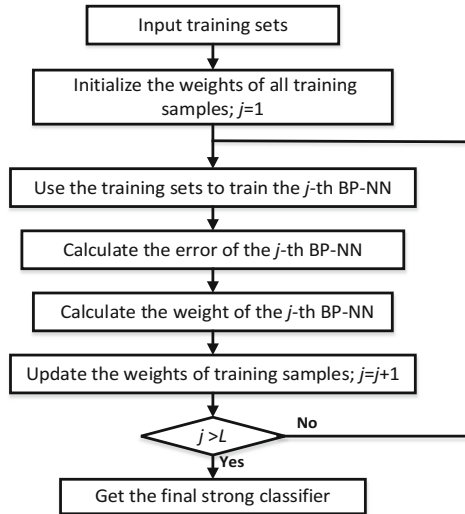 Input training sets
Initialize the weights of all training
samples; j=1
Use the training sets to train the j-th BP-NN
Calculate the error of the j-th BP-NN
Calculate the weight of the j-th BP-NN
Update the weights of training samples; j=j+1
j >L
No
Yes
Get the final strong classifier